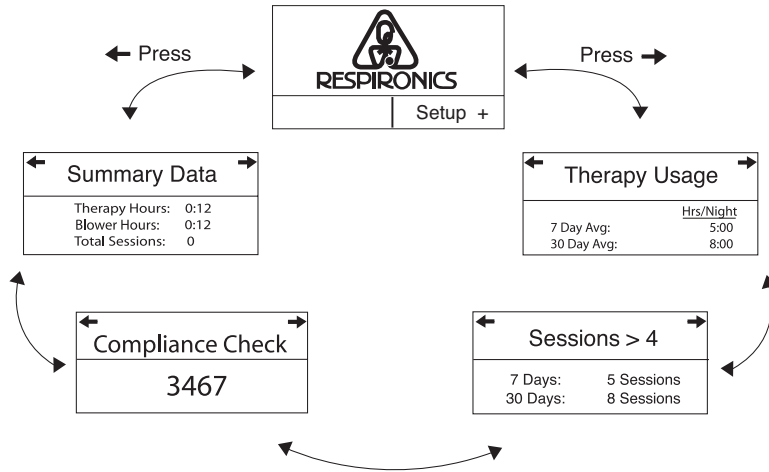 ← Press
Press →
RESPIRONICS
Setup +
← →
Summary Data
Therapy Hours: 0:12
Blower Hours: 0:12
Total Sessions: 0
← →
Therapy Usage
Hrs/Night
7 Day Avg: 5:00
30 Day Avg: 8:00
← →
Compliance Check
3467
← →
Sessions > 4
7 Days: 5 Sessions
30 Days: 8 Sessions